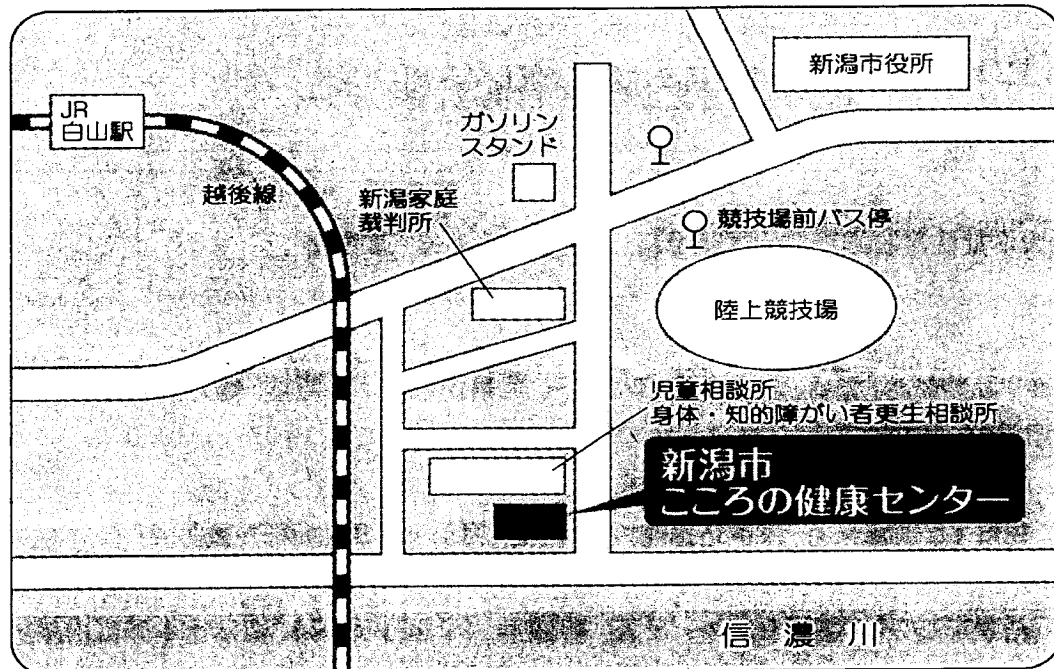 新潟市役所
JR
白山駅
ガソリン
スタンド
越後線
新潟家庭
裁判所
競技場前バス停
陸上競技場
児童相談所
身体・知的障がい者更生相談所
新潟市
こころの健康センター
信濃川